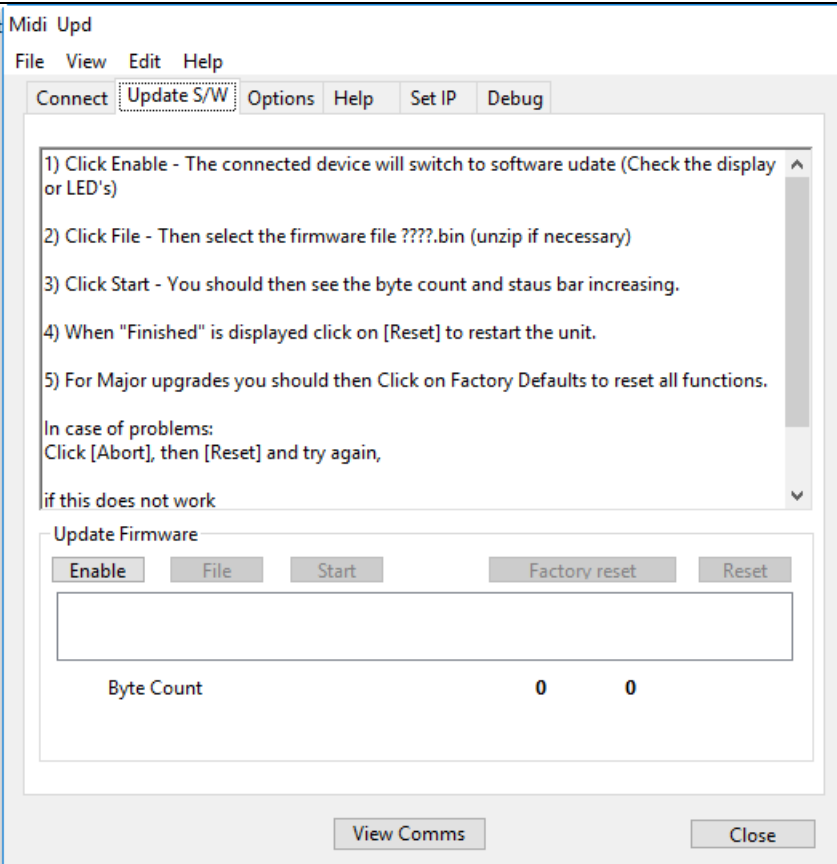 Midi Upd
File View Edit Help
Connect Update S/W Options Help Set IP Debug
1) Click Enable - The connected device will switch to software udate (Check the display
or LED's)
2) Click File - Then select the firmware file ????.bin (unzip if necessary)
3) Click Start - You should then see the byte count and staus bar increasing.
4) When "Finished" is displayed click on [Reset] to restart the unit.
5) For Major upgrades you should then Click on Factory Defaults to reset all functions.
In case of problems:
Click [Abort], then [Reset] and try again,
if this does not work
Update Firmware
Enable File Start Factory reset Reset
Byte Count 0 0
View Comms Close